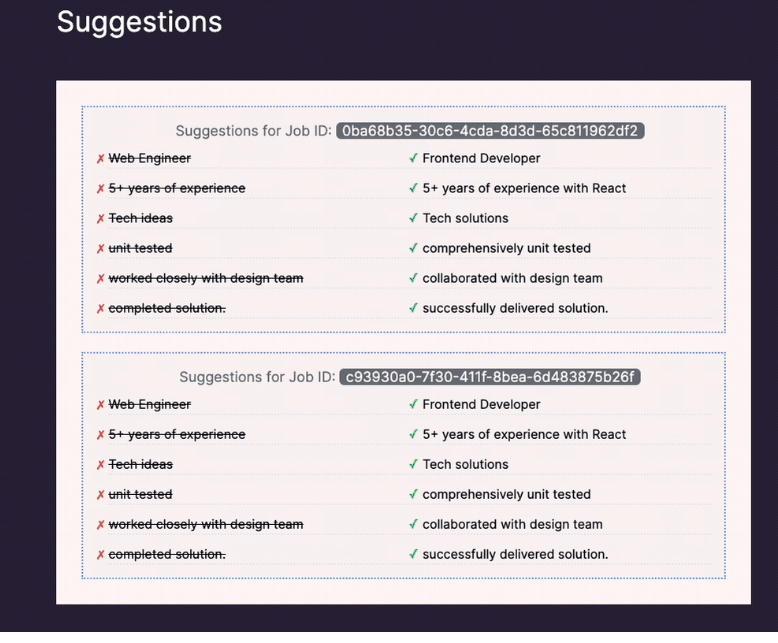 Suggestions
Suggestions for Job ID: 0ba68b35-30c6-4cda-8d3d-65c811962df2
✗ Web Engineer ✓ Frontend Developer
✗ 5+ years of experience ✓ 5+ years of experience with React
✗ Tech ideas ✓ Tech solutions
✗ unit tested ✓ comprehensively unit tested
✗ worked closely with design team ✓ collaborated with design team
✗ completed solution. ✓ successfully delivered solution.
Suggestions for Job ID: c93930a0-7f30-411f-8bea-6d483875b26f
✗ Web Engineer ✓ Frontend Developer
✗ 5+ years of experience ✓ 5+ years of experience with React
✗ Tech ideas ✓ Tech solutions
✗ unit tested ✓ comprehensively unit tested
✗ worked closely with design team ✓ collaborated with design team
✗ completed solution. ✓ successfully delivered solution.